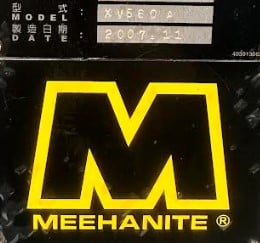 型 式
MODEL : XV560A
製造日期
DATE : 2007.11
M
MEEHANITE ®